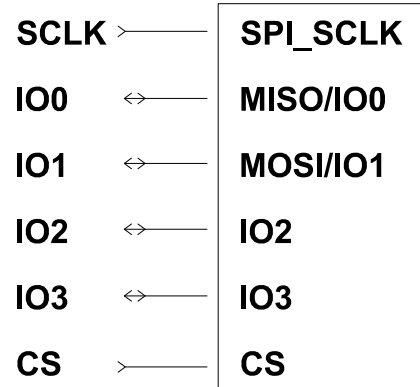 SCLK SPI_SCLK
IO0 MISO/IO0
IO1 MOSI/IO1
IO2 IO2
IO3 IO3
CS CS